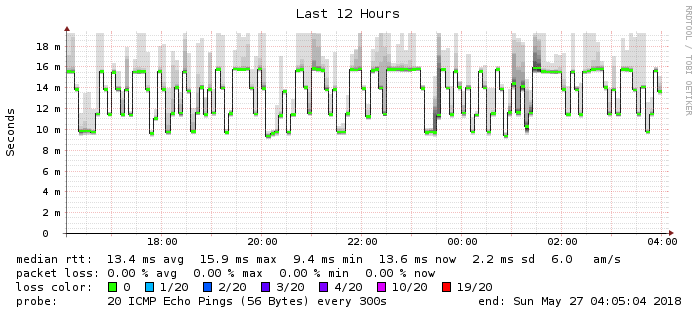 Last 12 Hours
RRDTOOL / TOBI OETIKER
Seconds
18 m
16 m
14 m
12 m
10 m
8 m
6 m
4 m
2 m
0
18:00 20:00 22:00 00:00 02:00 04:00
median rtt: 13.4 ms avg 15.9 ms max 9.4 ms min 13.6 ms now 2.2 ms sd 6.0 am/s
packet loss: 0.00 % avg 0.00 % max 0.00 % min 0.00 % now
loss color: 0 1/20 2/20 3/20 4/20 10/20 19/20
probe: 20 ICMP Echo Pings (56 Bytes) every 300s end: Sun May 27 04:05:04 2018